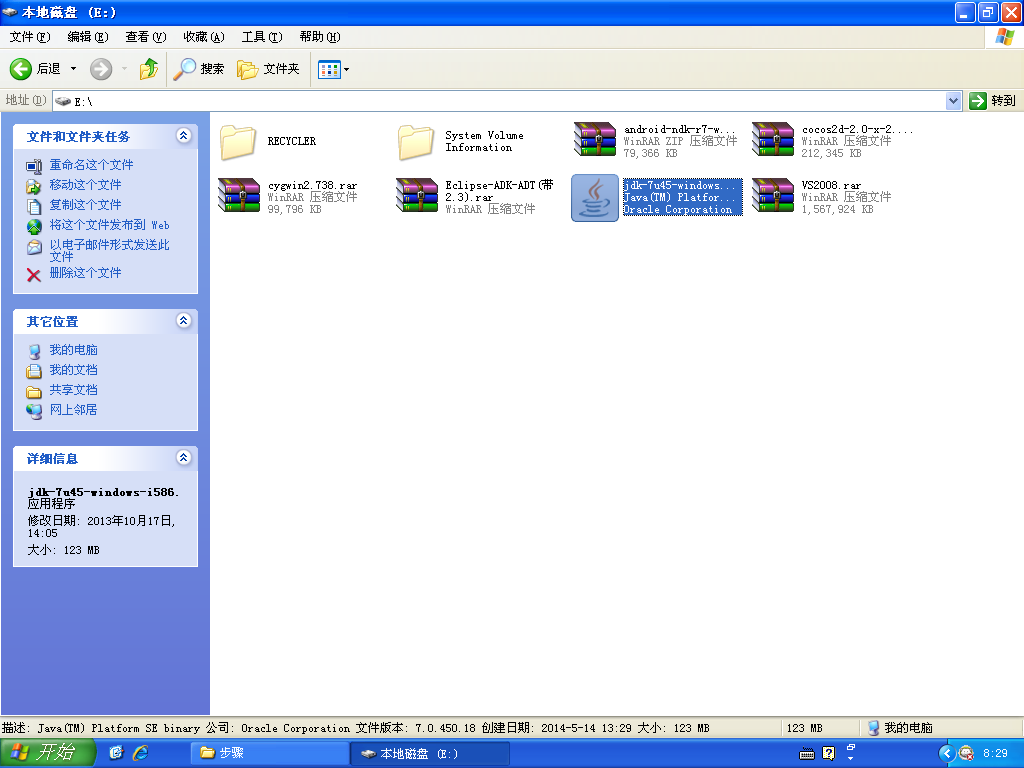 本地磁盘 (E:)
文件(F) 编辑(E) 查看(V) 收藏(A) 工具(T) 帮助(H)
后退 搜索 文件夹
地址(D) E:\ 转到
文件和文件夹任务
重命名这个文件
移动这个文件
复制这个文件
将这个文件发布到 Web
以电子邮件形式发送此
文件
删除这个文件
其它位置
我的电脑
我的文档
共享文档
网上邻居
详细信息
jdk-7u45-windows-i586.
应用程序
修改日期: 2013年10月17日,
14:05
大小: 123 MB
RECYCLER
System Volume
Information
android-ndk-r7-w...
WinRAR ZIP 压缩文件
79,366 KB
cocos2d-2.0-x-2....
WinRAR 压缩文件
212,345 KB
cygwin2.738.rar
WinRAR 压缩文件
99,796 KB
Eclipse-ADK-ADT(带
2.3).rar
WinRAR 压缩文件
jdk-7u45-windows...
Java(TM) Platfor...
Oracle Corporation
VS2008.rar
WinRAR 压缩文件
1,567,924 KB
描述: Java(TM) Platform SE binary 公司: Oracle Corporation 文件版本: 7.0.450.18 创建日期: 2014-5-14 13:29 大小: 123 MB 123 MB 我的电脑
开始 步骤 本地磁盘 (E:) 8:29